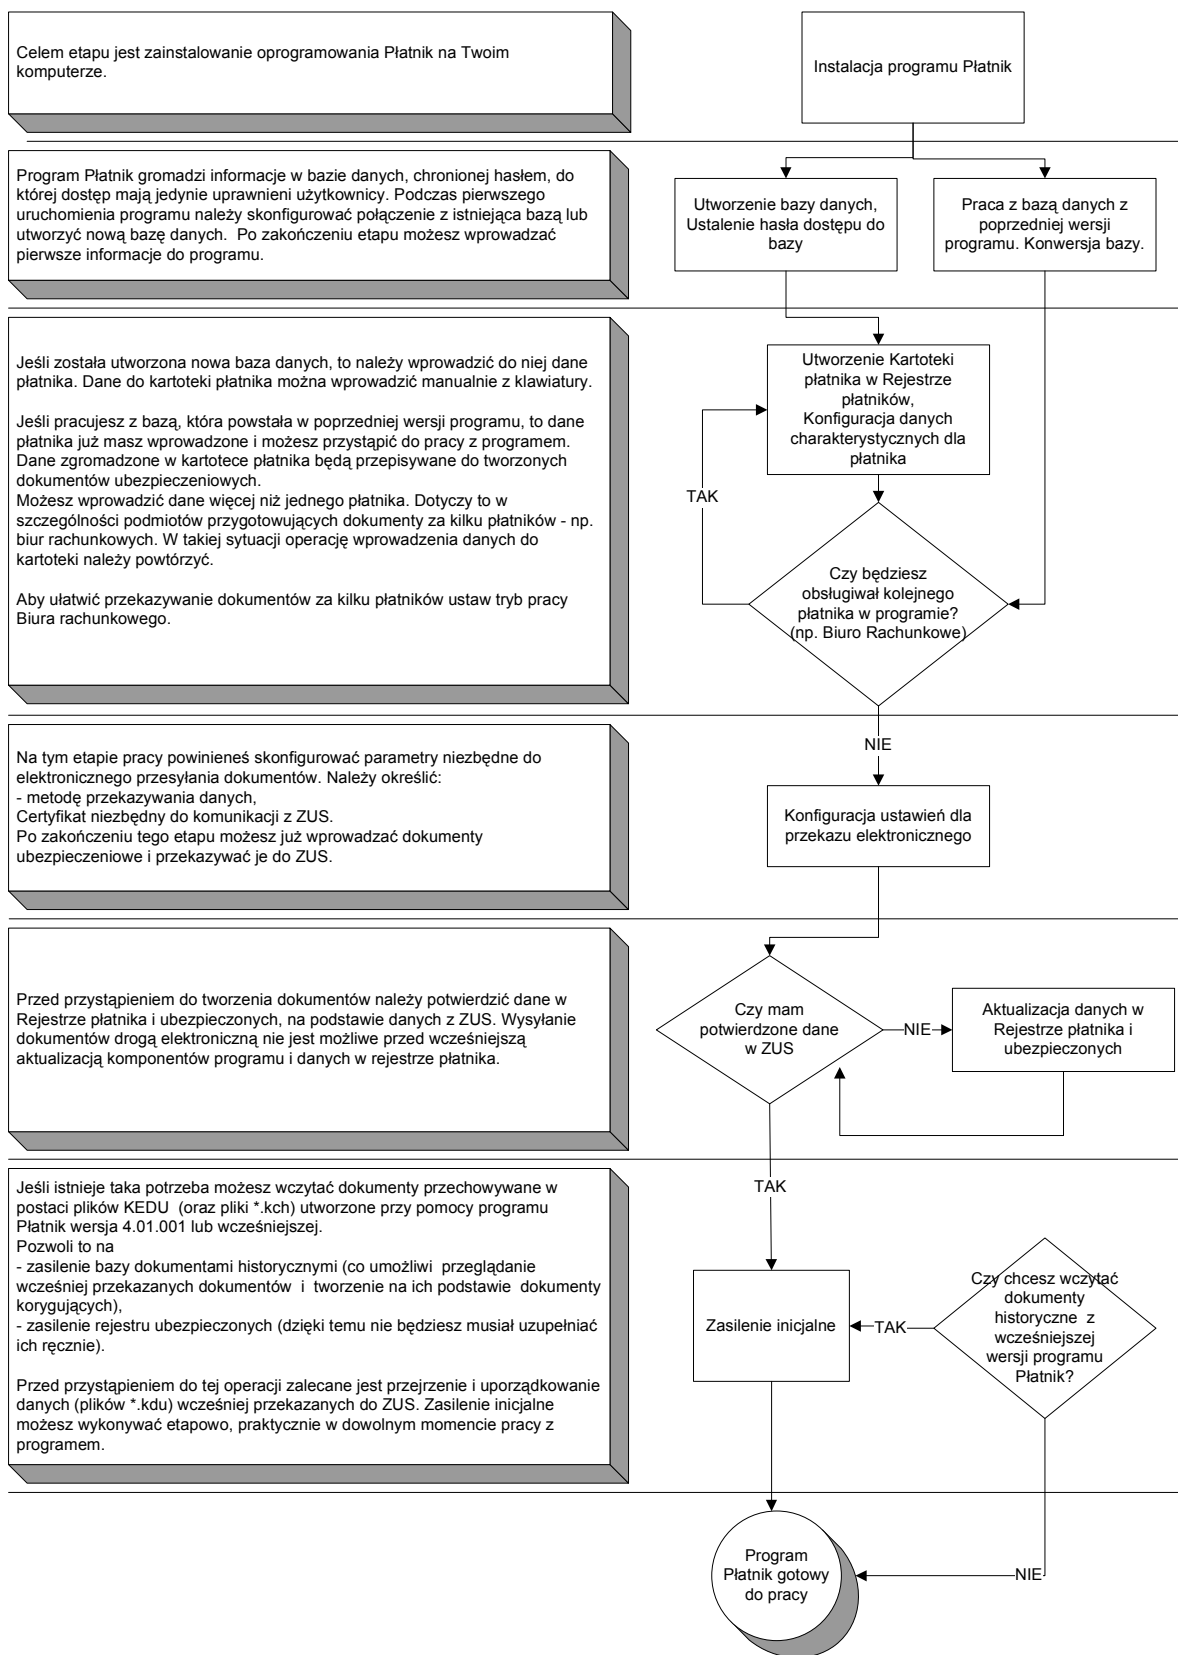 Celem etapu jest zainstalowanie oprogramowania Płatnik na Twoim
komputerze.
Instalacja programu Płatnik
Program Płatnik gromadzi informacje w bazie danych, chronionej hasłem, do
której dostęp mają jedynie uprawnieni użytkownicy. Podczas pierwszego
uruchomienia programu należy skonfigurować połączenie z istniejąca bazą lub
utworzyć nową bazę danych.  Po zakończeniu etapu możesz wprowadzać
pierwsze informacje do programu.
Utworzenie bazy danych,
Ustalenie hasła dostępu do
bazy
Praca z bazą danych z
poprzedniej wersji
programu. Konwersja bazy.
Jeśli została utworzona nowa baza danych, to należy wprowadzić do niej dane
płatnika. Dane do kartoteki płatnika można wprowadzić manualnie z klawiatury.
Jeśli pracujesz z bazą, która powstała w poprzedniej wersji programu, to dane
płatnika już masz wprowadzone i możesz przystąpić do pracy z programem.
Dane zgromadzone w kartotece płatnika będą przepisywane do tworzonych
dokumentów ubezpieczeniowych.
Możesz wprowadzić dane więcej niż jednego płatnika. Dotyczy to w
szczególności podmiotów przygotowujących dokumenty za kilku płatników - np.
biur rachunkowych. W takiej sytuacji operację wprowadzenia danych do
kartoteki należy powtórzyć.
Aby ułatwić przekazywanie dokumentów za kilku płatników ustaw tryb pracy
Biura rachunkowego.
Utworzenie Kartoteki
płatnika w Rejestrze
płatników,
Konfiguracja danych
charakterystycznych dla
płatnika
TAK
Czy będziesz
obsługiwał kolejnego
płatnika w programie?
(np. Biuro Rachunkowe)
NIE
Na tym etapie pracy powinieneś skonfigurować parametry niezbędne do
elektronicznego przesyłania dokumentów. Należy określić:
- metodę przekazywania danych,
Certyfikat niezbędny do komunikacji z ZUS.
Po zakończeniu tego etapu możesz już wprowadzać dokumenty
ubezpieczeniowe i przekazywać je do ZUS.
Konfiguracja ustawień dla
przekazu elektronicznego
Przed przystąpieniem do tworzenia dokumentów należy potwierdzić dane w
Rejestrze płatnika i ubezpieczonych, na podstawie danych z ZUS. Wysyłanie
dokumentów drogą elektroniczną nie jest możliwe przed wcześniejszą
aktualizacją komponentów programu i danych w rejestrze płatnika.
Czy mam
potwierdzone dane
w ZUS
NIE
Aktualizacja danych w
Rejestrze płatnika i
ubezpieczonych
TAK
Jeśli istnieje taka potrzeba możesz wczytać dokumenty przechowywane w
postaci plików KEDU  (oraz pliki *.kch) utworzone przy pomocy programu
Płatnik wersja 4.01.001 lub wcześniejszej.
Pozwoli to na
- zasilenie bazy dokumentami historycznymi (co umożliwi  przeglądanie
wcześniej przekazanych dokumentów  i  tworzenie na ich podstawie  dokumenty
korygujących),
- zasilenie rejestru ubezpieczonych (dzięki temu nie będziesz musiał uzupełniać
ich ręcznie).
Przed przystąpieniem do tej operacji zalecane jest przejrzenie i uporządkowanie
danych (plików *.kdu) wcześniej przekazanych do ZUS. Zasilenie inicjalne
możesz wykonywać etapowo, praktycznie w dowolnym momencie pracy z
programem.
Zasilenie inicjalne
TAK
Czy chcesz wczytać
dokumenty
historyczne  z
wcześniejszej
wersji programu
Płatnik?
NIE
Program
Płatnik gotowy
do pracy